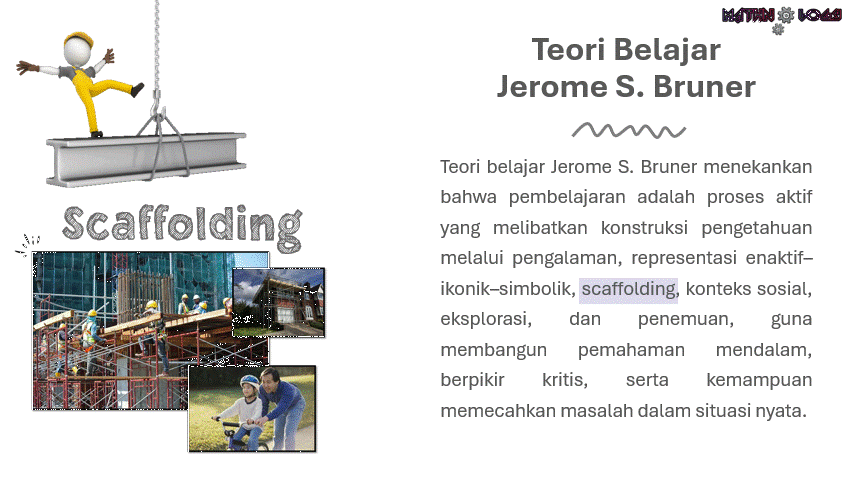 Teori Belajar
Jerome S. Bruner
Scaffolding
Teori belajar Jerome S. Bruner menekankan
bahwa pembelajaran adalah proses aktif
yang melibatkan konstruksi pengetahuan
melalui pengalaman, representasi enaktif–
ikonik–simbolik, scaffolding, konteks sosial,
eksplorasi, dan penemuan, guna
membangun pemahaman mendalam,
berpikir kritis, serta kemampuan
memecahkan masalah dalam situasi nyata.